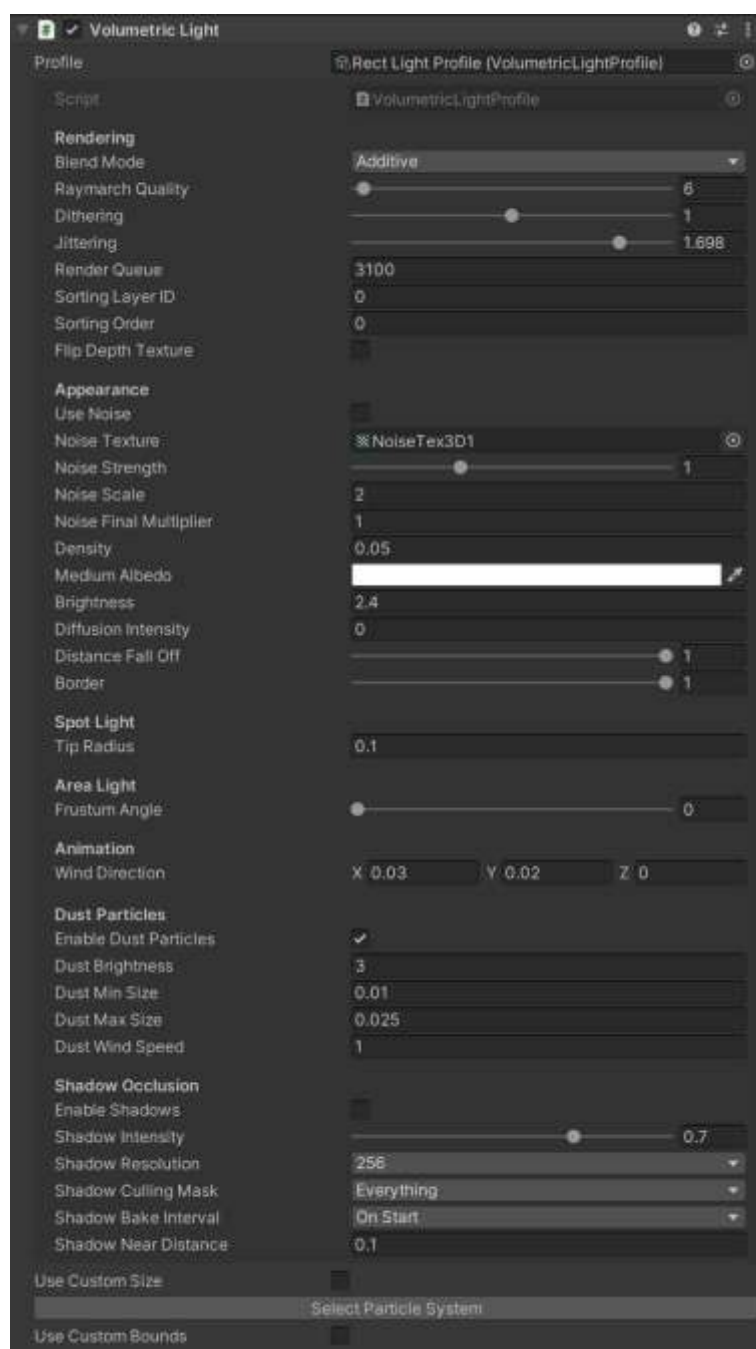 Volumetric Light
Profile Rect Light Profile (VolumetricLightProfile)
Script VolumetricLightProfile
Rendering
Blend Mode Additive
Raymarch Quality 6
Dithering 1
Jittering 1.698
Render Queue 3100
Sorting Layer ID 0
Sorting Order 0
Flip Depth Texture
Appearance
Use Noise
Noise Texture NoiseTex3D1
Noise Strength 1
Noise Scale 2
Noise Final Multiplier 1
Density 0.05
Medium Albedo
Brightness 2.4
Diffusion Intensity 0
Distance Fall Off 1
Border 1
Spot Light
Tip Radius 0.1
Area Light
Frustum Angle 0
Animation
Wind Direction X 0.03 Y 0.02 Z 0
Dust Particles
Enable Dust Particles
Dust Brightness 3
Dust Min Size 0.01
Dust Max Size 0.025
Dust Wind Speed 1
Shadow Occlusion
Enable Shadows
Shadow Intensity 0.7
Shadow Resolution 256
Shadow Culling Mask Everything
Shadow Bake Interval On Start
Shadow Near Distance 0.1
Use Custom Size
Select Particle System
Use Custom Bounds